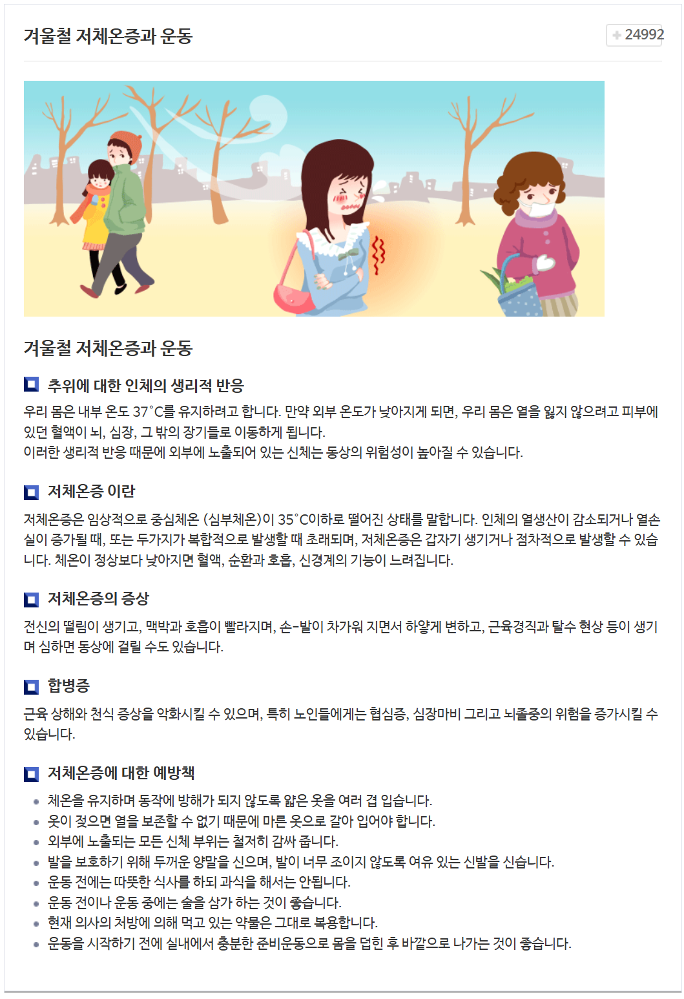 겨울철 저체온증과 운동
24992
겨울철 저체온증과 운동
추위에 대한 인체의 생리적 반응
우리 몸은 내부 온도 37˚C를 유지하려고 합니다. 만약 외부 온도가 낮아지게 되면, 우리 몸은 열을 잃지 않으려고 피부에
있던 혈액이 뇌, 심장, 그 밖의 장기들로 이동하게 됩니다.
이러한 생리적 반응 때문에 외부에 노출되어 있는 신체는 동상의 위험성이 높아질 수 있습니다.
저체온증 이란
저체온증은 임상적으로 중심체온 (심부체온)이 35˚C이하로 떨어진 상태를 말합니다. 인체의 열생산이 감소되거나 열손
실이 증가될 때, 또는 두가지가 복합적으로 발생할 때 초래되며, 저체온증은 갑자기 생기거나 점차적으로 발생할 수 있습
니다. 체온이 정상보다 낮아지면 혈액, 순환과 호흡, 신경계의 기능이 느려집니다.
저체온증의 증상
전신의 떨림이 생기고, 맥박과 호흡이 빨라지며, 손-발이 차가워 지면서 하얗게 변하고, 근육경직과 탈수 현상 등이 생기
며 심하면 동상에 걸릴 수도 있습니다.
합병증
근육 상해와 천식 증상을 악화시킬 수 있으며, 특히 노인들에게는 협심증, 심장마비 그리고 뇌졸중의 위험을 증가시킬 수
있습니다.
저체온증에 대한 예방책
체온을 유지하며 동작에 방해가 되지 않도록 얇은 옷을 여러 겹 입습니다.
옷이 젖으면 열을 보존할 수 없기 때문에 마른 옷으로 갈아 입어야 합니다.
외부에 노출되는 모든 신체 부위는 철저히 감싸 줍니다.
발을 보호하기 위해 두꺼운 양말을 신으며, 발이 너무 조이지 않도록 여유 있는 신발을 신습니다.
운동 전에는 따뜻한 식사를 하되 과식을 해서는 안됩니다.
운동 전이나 운동 중에는 술을 삼가 하는 것이 좋습니다.
현재 의사의 처방에 의해 먹고 있는 약물은 그대로 복용합니다.
운동을 시작하기 전에 실내에서 충분한 준비운동으로 몸을 덥힌 후 바깥으로 나가는 것이 좋습니다.